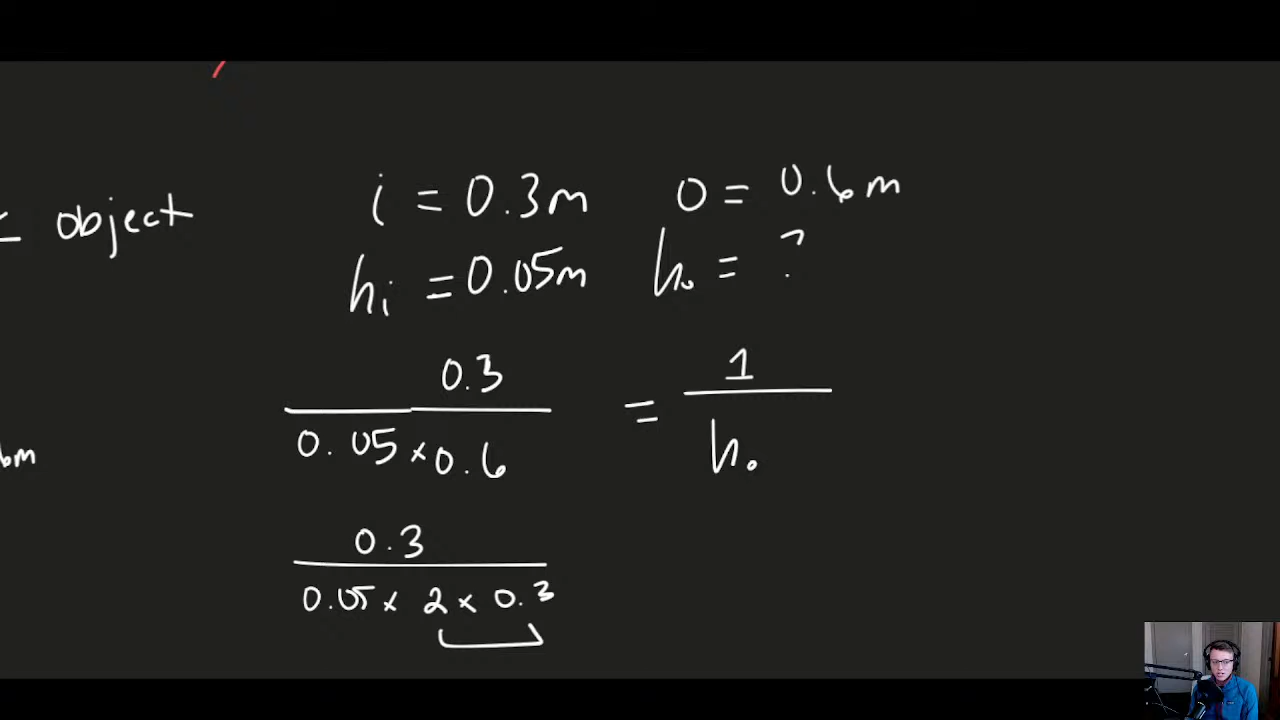 object
i = 0.3m o = 0.6m
hi = 0.05m ho = ?
0.3 / 0.05 × 0.6 = 1 / ho
6m
0.3 / 0.05 × 2 × 0.3